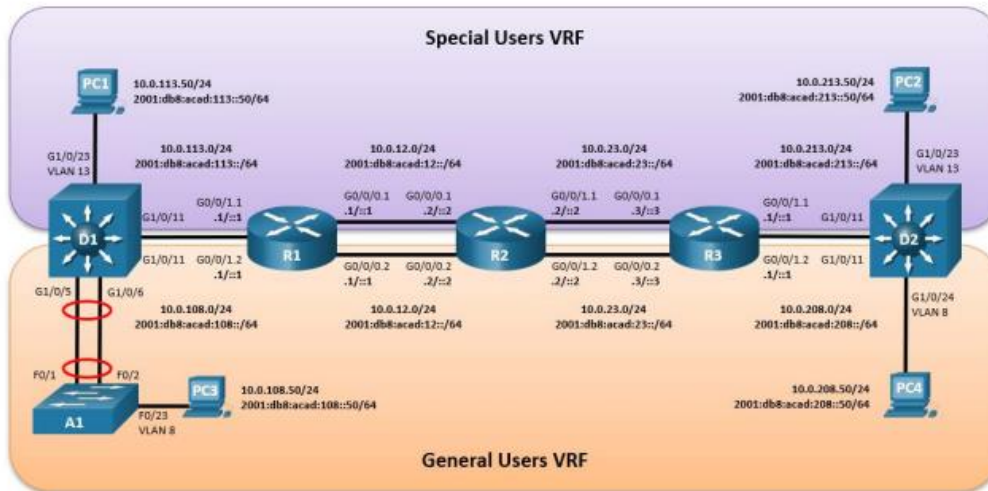 Special Users VRF
PC1
10.0.113.50/24
2001:db8:acad:113::50/64
10.0.213.50/24
2001:db8:acad:213::50/64
PC2
G1/0/23
VLAN 13
10.0.113.0/24
2001:db8:acad:113::/64
10.0.12.0/24
2001:db8:acad:12::/64
10.0.23.0/24
2001:db8:acad:23::/64
10.0.213.0/24
2001:db8:acad:213::/64
G1/0/23
VLAN 13
D1
G1/0/11
G0/0/1.1
.1/::1
R1
G0/0/0.1
.1/::1
G0/0/0.1
.2/::2
R2
G0/0/1.1
.2/::2
G0/0/0.1
.3/::3
R3
G0/0/1.1
.1/::1
G1/0/11
D2
G1/0/11
G0/0/1.2
.1/::1
G0/0/0.2
.1/::1
G0/0/0.2
.2/::2
G0/0/1.2
.2/::2
G0/0/0.2
.3/::3
G0/0/1.2
.1/::1
G1/0/11
G1/0/5
G1/0/6
10.0.108.0/24
2001:db8:acad:108::/64
10.0.12.0/24
2001:db8:acad:12::/64
10.0.23.0/24
2001:db8:acad:23::/64
10.0.208.0/24
2001:db8:acad:208::/64
G1/0/24
VLAN 8
F0/1
F0/2
A1
F0/23
VLAN 8
PC3
10.0.108.50/24
2001:db8:acad:108::50/64
10.0.208.50/24
2001:db8:acad:208::50/64
PC4
General Users VRF